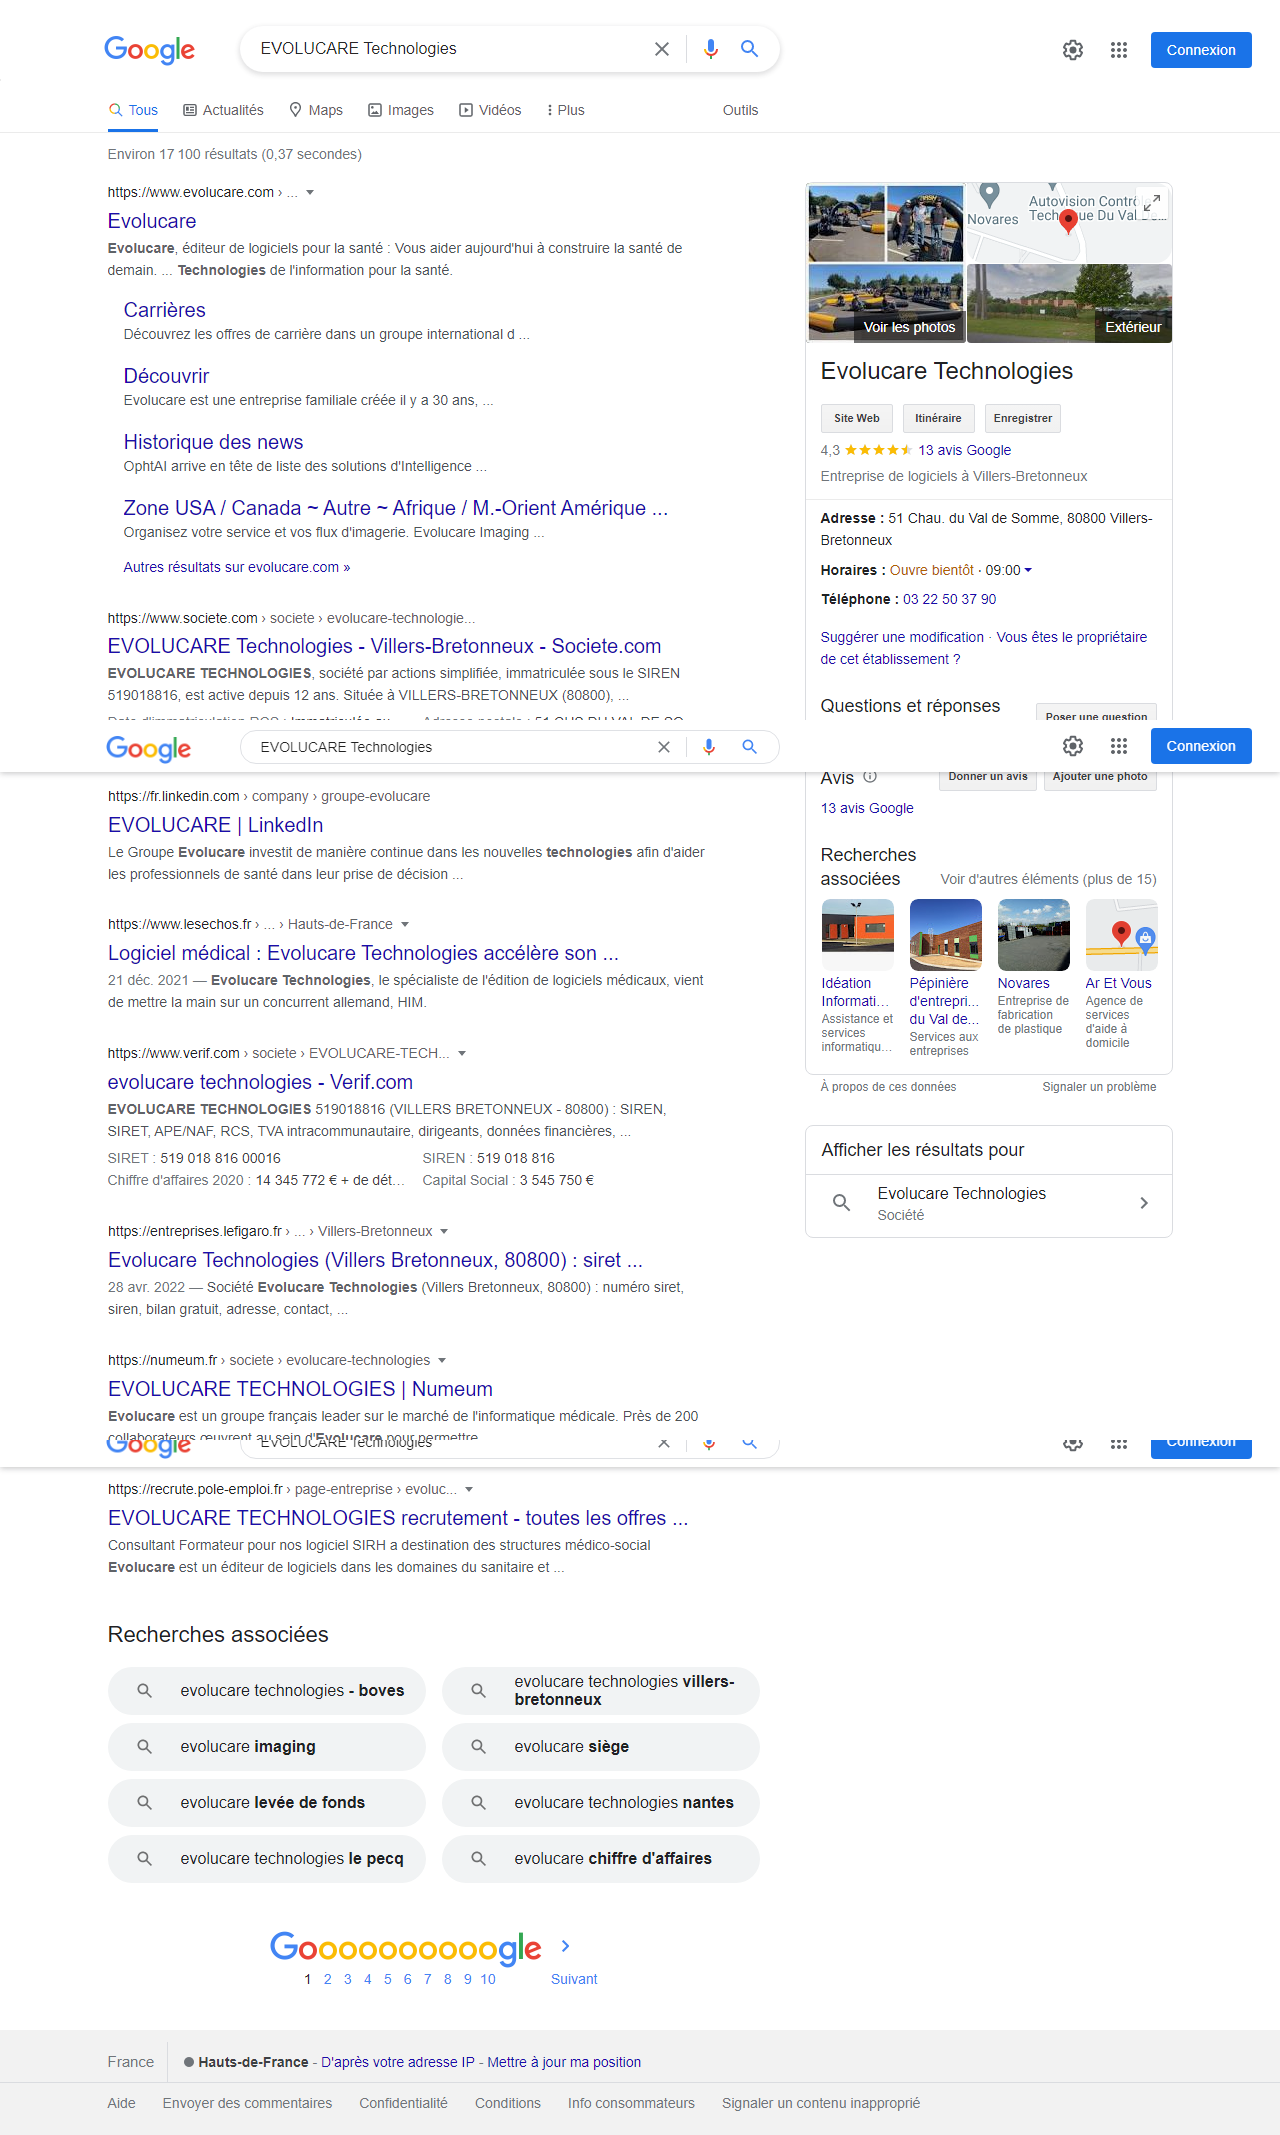 Google
EVOLUCARE Technologies
Connexion
Tous
Actualités
Maps
Images
Vidéos
Plus
Outils
Environ 17 100 résultats (0,37 secondes)
https://www.evolucare.com › ...
Evolucare
Evolucare, éditeur de logiciels pour la santé : Vous aider aujourd'hui à construire la santé de
demain. ... Technologies de l'information pour la santé.
Carrières
Découvrez les offres de carrière dans un groupe international d ...
Découvrir
Evolucare est une entreprise familiale créée il y a 30 ans, ...
Historique des news
OphtAI arrive en tête de liste des solutions d'Intelligence ...
Zone USA / Canada ~ Autre ~ Afrique / M.-Orient Amérique ...
Organisez votre service et vos flux d'imagerie. Evolucare Imaging ...
Autres résultats sur evolucare.com »
https://www.societe.com › societe › evolucare-technologie...
EVOLUCARE Technologies - Villers-Bretonneux - Societe.com
EVOLUCARE TECHNOLOGIES, société par actions simplifiée, immatriculée sous le SIREN
519018816, est active depuis 12 ans. Située à VILLERS-BRETONNEUX (80800), ...
Novares
Autovision Contrô
Technique Du Val de...
Voir les photos
Extérieur
Evolucare Technologies
Site Web
Itinéraire
Enregistrer
4,3
13 avis Google
Entreprise de logiciels à Villers-Bretonneux
Adresse : 51 Chau. du Val de Somme, 80800 Villers-
Bretonneux
Horaires : Ouvre bientôt · 09:00
Téléphone : 03 22 50 37 90
Suggérer une modification · Vous êtes le propriétaire
de cet établissement ?
Questions et réponses
Poser une question
Google
EVOLUCARE Technologies
Connexion
Avis
Donner un avis
Ajouter une photo
13 avis Google
Recherches
associées
Voir d'autres éléments (plus de 15)
Idéation
Informati...
Assistance et
services
informatiqu...
Pépinière
d'entrepri...
du Val de...
Services aux
entreprises
Novares
Entreprise de
fabrication
de plastique
Ar Et Vous
Agence de
services
d'aide à
domicile
À propos de ces données
Signaler un problème
Afficher les résultats pour
Evolucare Technologies
Société
https://fr.linkedin.com › company › groupe-evolucare
EVOLUCARE | LinkedIn
Le Groupe Evolucare investit de manière continue dans les nouvelles technologies afin d'aider
les professionnels de santé dans leur prise de décision ...
https://www.lesechos.fr › ... › Hauts-de-France
Logiciel médical : Evolucare Technologies accélère son ...
21 déc. 2021 — Evolucare Technologies, le spécialiste de l'édition de logiciels médicaux, vient
de mettre la main sur un concurrent allemand, HIM.
https://www.verif.com › societe › EVOLUCARE-TECH...
evolucare technologies - Verif.com
EVOLUCARE TECHNOLOGIES 519018816 (VILLERS BRETONNEUX - 80800) : SIREN,
SIRET, APE/NAF, RCS, TVA intracommunautaire, dirigeants, données financières, ...
SIRET : 519 018 816 00016
SIREN : 519 018 816
Chiffre d'affaires 2020 : 14 345 772 € + de dét...
Capital Social : 3 545 750 €
https://entreprises.lefigaro.fr › ... › Villers-Bretonneux
Evolucare Technologies (Villers Bretonneux, 80800) : siret ...
28 avr. 2022 — Société Evolucare Technologies (Villers Bretonneux, 80800) : numéro siret,
siren, bilan gratuit, adresse, contact, ...
https://numeum.fr › societe › evolucare-technologies
EVOLUCARE TECHNOLOGIES | Numeum
Evolucare est un groupe français leader sur le marché de l'informatique médicale. Près de 200
collaborateurs œuvrent au sein d'Evolucare pour permettre
Google
EVOLUCARE Technologies
Connexion
https://recrute.pole-emploi.fr › page-entreprise › evoluc...
EVOLUCARE TECHNOLOGIES recrutement - toutes les offres ...
Consultant Formateur pour nos logiciel SIRH a destination des structures médico-social
Evolucare est un éditeur de logiciels dans les domaines du sanitaire et ...
Recherches associées
evolucare technologies - boves
evolucare technologies villers-
bretonneux
evolucare imaging
evolucare siège
evolucare levée de fonds
evolucare technologies nantes
evolucare technologies le pecq
evolucare chiffre d'affaires
Goooooooooogle
1 2 3 4 5 6 7 8 9 10
Suivant
France
Hauts-de-France - D'après votre adresse IP - Mettre à jour ma position
Aide
Envoyer des commentaires
Confidentialité
Conditions
Info consommateurs
Signaler un contenu inapproprié